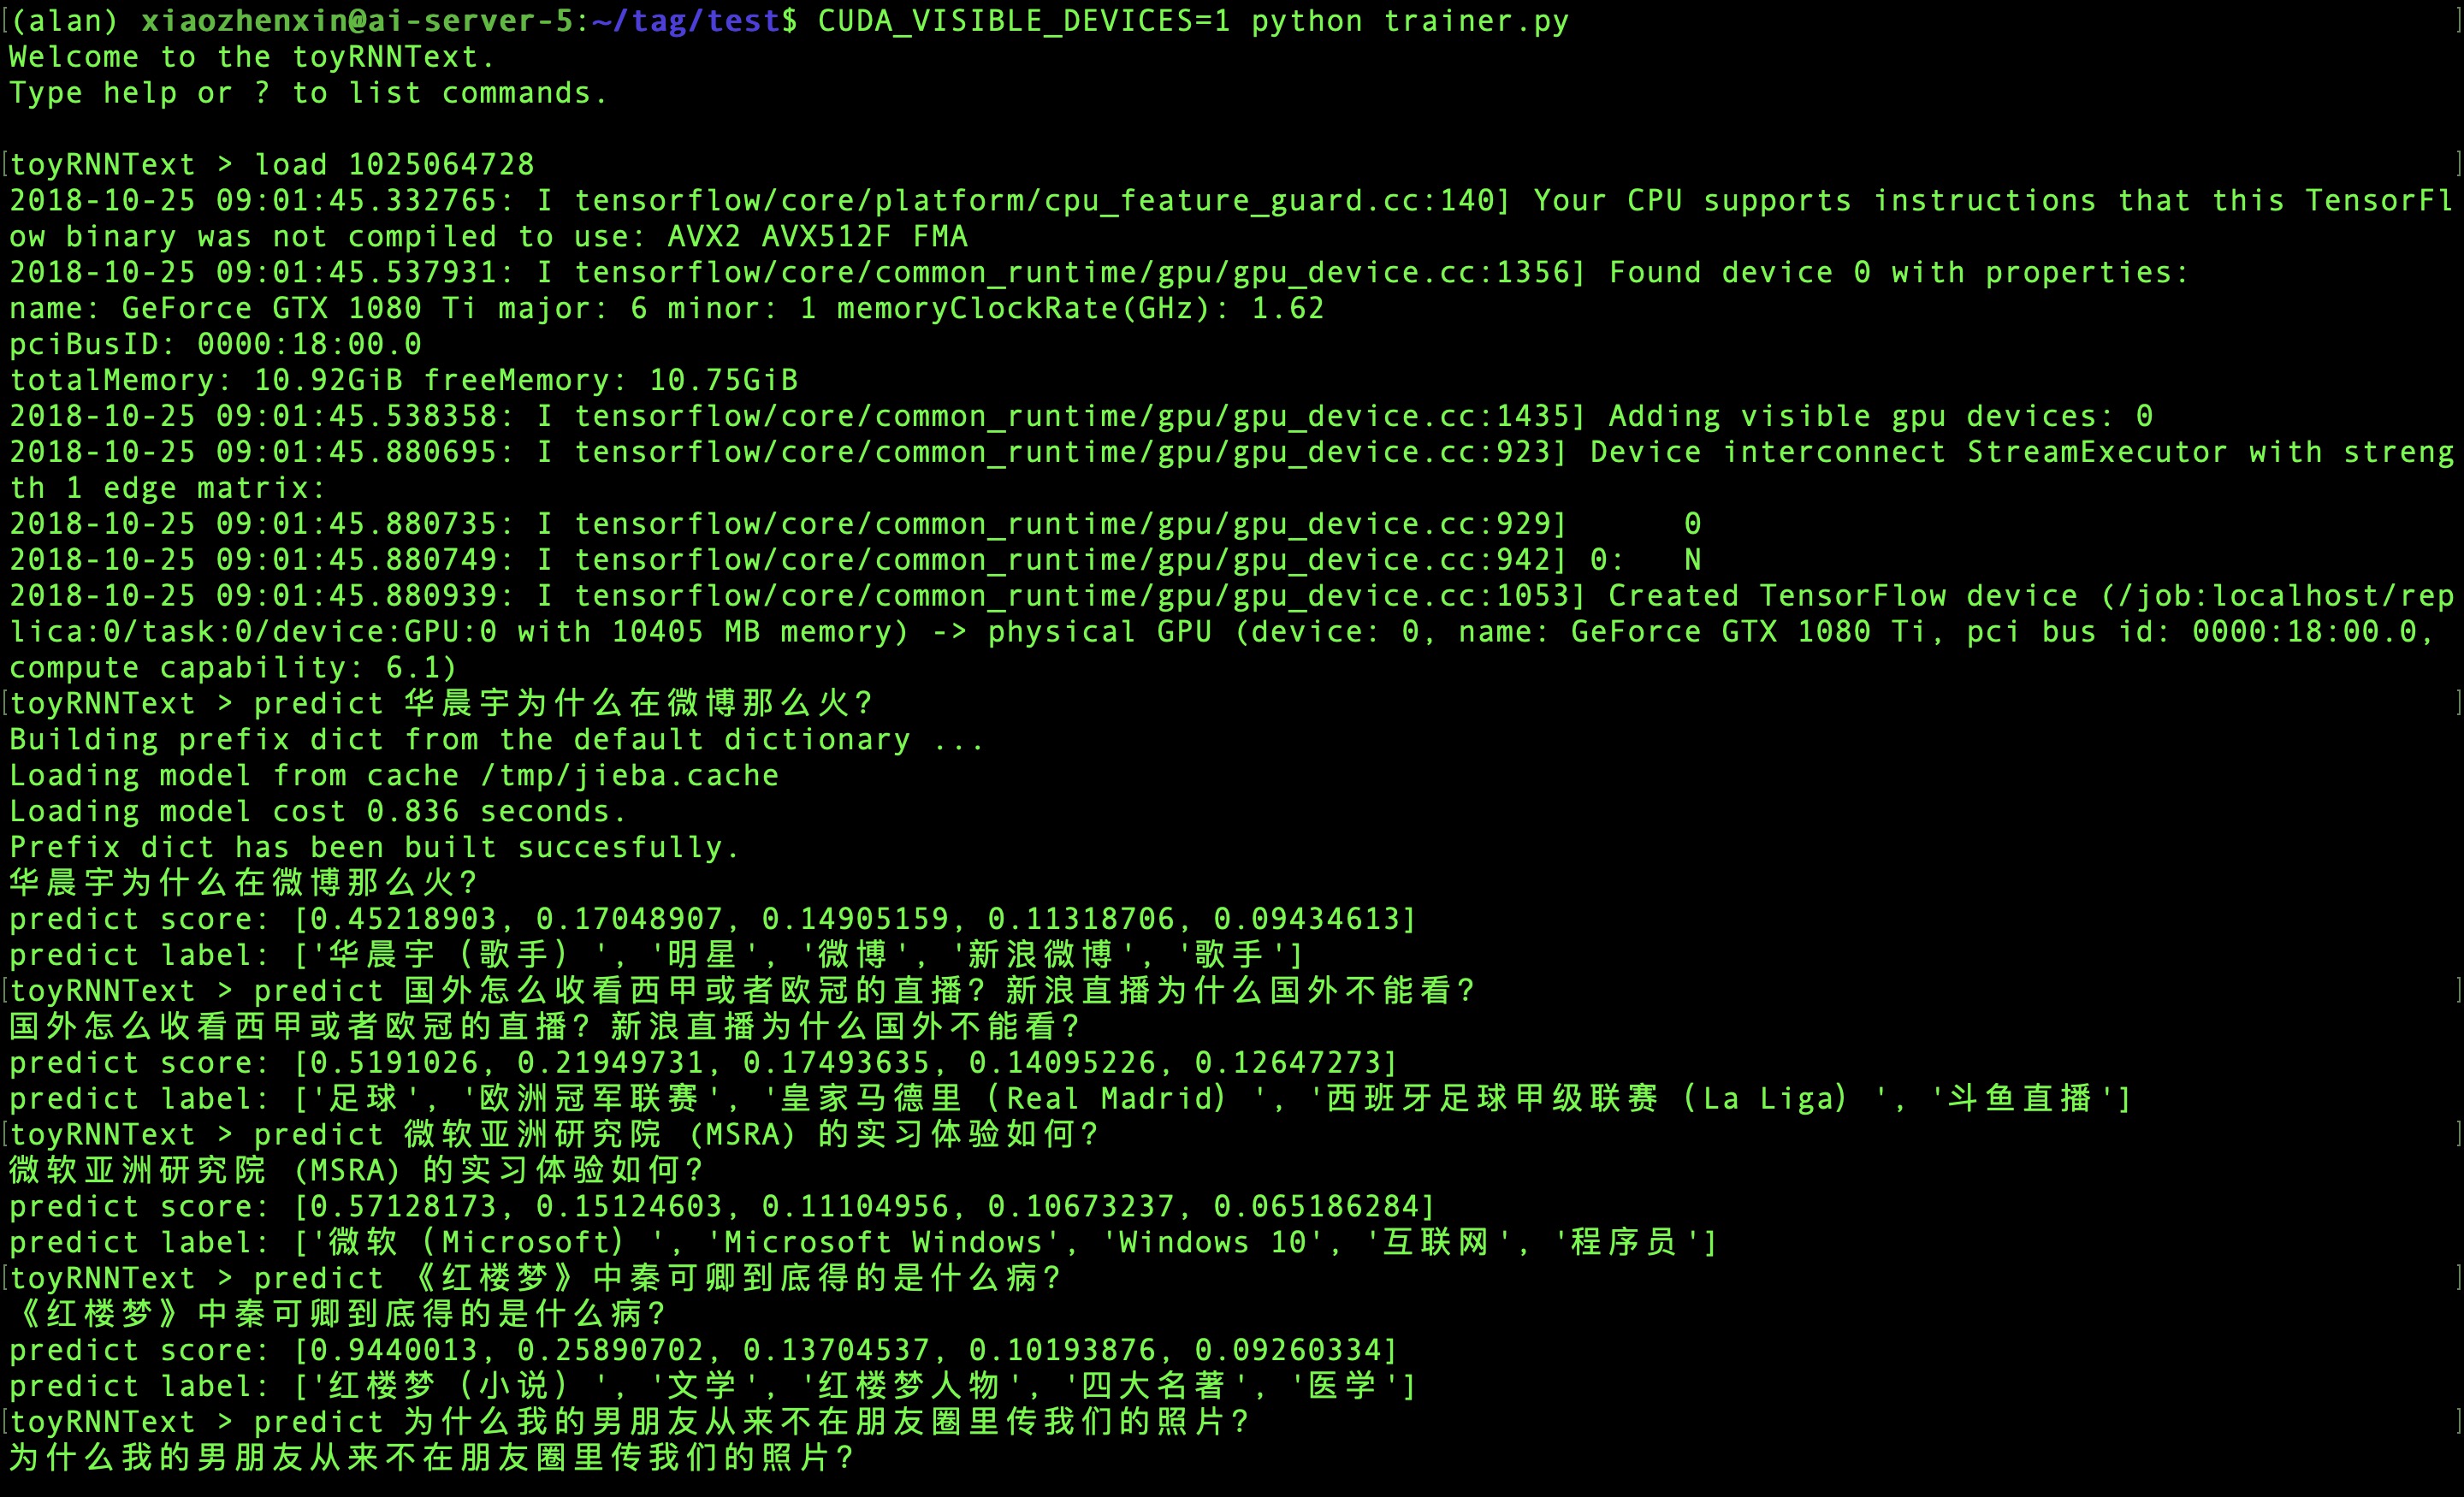 (alan) xiaozhenxin@ai-server-5:~/tag/test$ CUDA_VISIBLE_DEVICES=1 python trainer.py
Welcome to the toyRNNText.
Type help or ? to list commands.
toyRNNText > load 1025064728
2018-10-25 09:01:45.332765: I tensorflow/core/platform/cpu_feature_guard.cc:140] Your CPU supports instructions that this TensorFl
ow binary was not compiled to use: AVX2 AVX512F FMA
2018-10-25 09:01:45.537931: I tensorflow/core/common_runtime/gpu/gpu_device.cc:1356] Found device 0 with properties:
name: GeForce GTX 1080 Ti major: 6 minor: 1 memoryClockRate(GHz): 1.62
pciBusID: 0000:18:00.0
totalMemory: 10.92GiB freeMemory: 10.75GiB
2018-10-25 09:01:45.538358: I tensorflow/core/common_runtime/gpu/gpu_device.cc:1435] Adding visible gpu devices: 0
2018-10-25 09:01:45.880695: I tensorflow/core/common_runtime/gpu/gpu_device.cc:923] Device interconnect StreamExecutor with streng
th 1 edge matrix:
2018-10-25 09:01:45.880735: I tensorflow/core/common_runtime/gpu/gpu_device.cc:929]      0
2018-10-25 09:01:45.880749: I tensorflow/core/common_runtime/gpu/gpu_device.cc:942] 0:   N
2018-10-25 09:01:45.880939: I tensorflow/core/common_runtime/gpu/gpu_device.cc:1053] Created TensorFlow device (/job:localhost/rep
lica:0/task:0/device:GPU:0 with 10405 MB memory) -> physical GPU (device: 0, name: GeForce GTX 1080 Ti, pci bus id: 0000:18:00.0,
compute capability: 6.1)
toyRNNText > predict 华晨宇为什么在微博那么火?
Building prefix dict from the default dictionary ...
Loading model from cache /tmp/jieba.cache
Loading model cost 0.836 seconds.
Prefix dict has been built succesfully.
华晨宇为什么在微博那么火?
predict score: [0.45218903, 0.17048907, 0.14905159, 0.11318706, 0.09434613]
predict label: ['华晨宇（歌手）', '明星', '微博', '新浪微博', '歌手']
toyRNNText > predict 国外怎么收看西甲或者欧冠的直播? 新浪直播为什么国外不能看?
国外怎么收看西甲或者欧冠的直播? 新浪直播为什么国外不能看?
predict score: [0.5191026, 0.21949731, 0.17493635, 0.14095226, 0.12647273]
predict label: ['足球', '欧洲冠军联赛', '皇家马德里（Real Madrid）', '西班牙足球甲级联赛（La Liga）', '斗鱼直播']
toyRNNText > predict 微软亚洲研究院 (MSRA) 的实习体验如何?
微软亚洲研究院 (MSRA) 的实习体验如何?
predict score: [0.57128173, 0.15124603, 0.11104956, 0.10673237, 0.065186284]
predict label: ['微软（Microsoft）', 'Microsoft Windows', 'Windows 10', '互联网', '程序员']
toyRNNText > predict 《红楼梦》中秦可卿到底得的是什么病?
《红楼梦》中秦可卿到底得的是什么病?
predict score: [0.9440013, 0.25890702, 0.13704537, 0.10193876, 0.09260334]
predict label: ['红楼梦（小说）', '文学', '红楼梦人物', '四大名著', '医学']
toyRNNText > predict 为什么我的男朋友从来不在朋友圈里传我们的照片?
为什么我的男朋友从来不在朋友圈里传我们的照片?